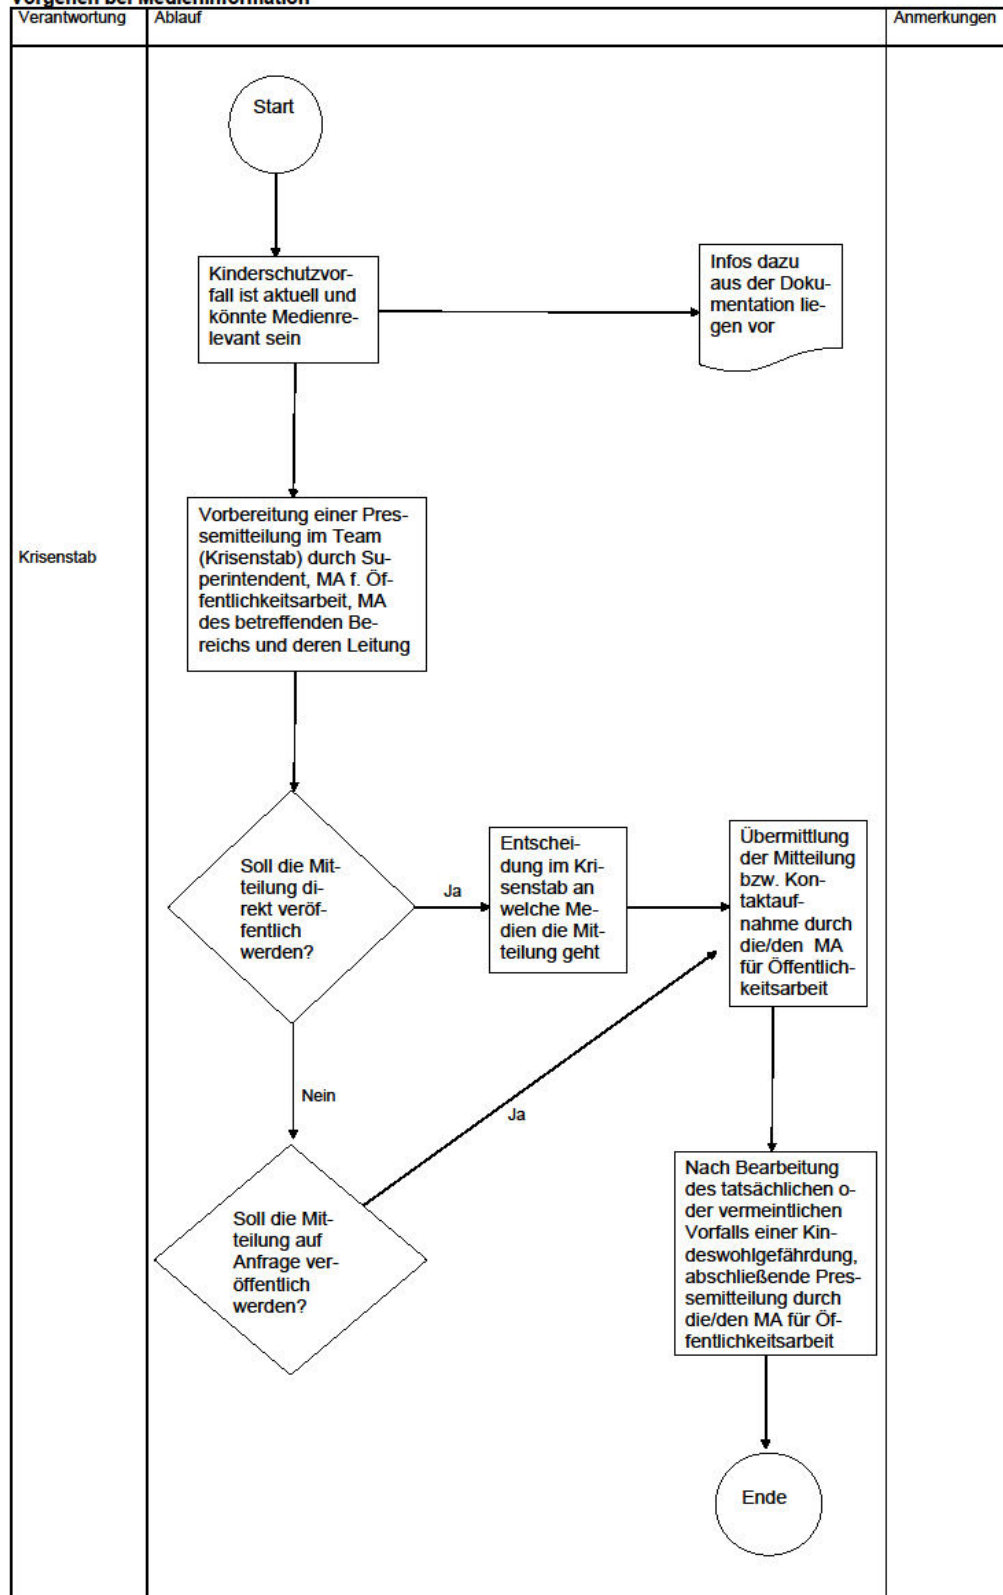 Vorgehen bei Medieninformation
Verantwortung
Ablauf
Anmerkungen
Start
Kinderschutzvor-
fall ist aktuell und
könnte Medienre-
levant sein
Infos dazu
aus der Doku-
mentation lie-
gen vor
Krisenstab
Vorbereitung einer Pres-
semitteilung im Team
(Krisenstab) durch Su-
perintendent, MA f. Öf-
fentlichkeitsarbeit, MA
des betreffenden Be-
reichs und deren Leitung
Soll die Mit-
teilung di-
rekt veröf-
fentlich
werden?
Ja
Entschei-
dung im Kri-
senstab an
welche Me-
dien die Mit-
teilung geht
Übermittlung
der Mitteilung
bzw. Kon-
taktauf-
nahme durch
die/den MA
für Öffentlich-
keitsarbeit
Nein
Ja
Soll die Mit-
teilung auf
Anfrage ver-
öffentlich
werden?
Nach Bearbeitung
des tatsächlichen o-
der vermeintlichen
Vorfalls einer Kin-
deswohlgefährdung,
abschließende Pres-
semitteilung durch
die/den MA für Öf-
fentlichkeitsarbeit
Ende